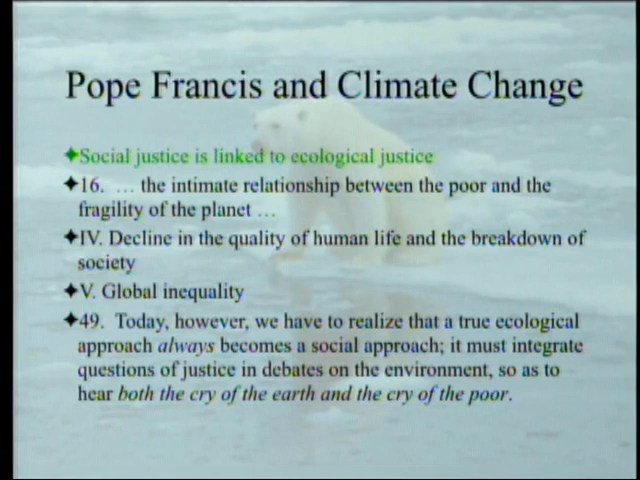 Pope Francis and Climate Change
✦Social justice is linked to ecological justice
✦16. … the intimate relationship between the poor and the
fragility of the planet …
✦IV. Decline in the quality of human life and the breakdown of
society
✦V. Global inequality
✦49. Today, however, we have to realize that a true ecological
approach always becomes a social approach; it must integrate
questions of justice in debates on the environment, so as to
hear both the cry of the earth and the cry of the poor.